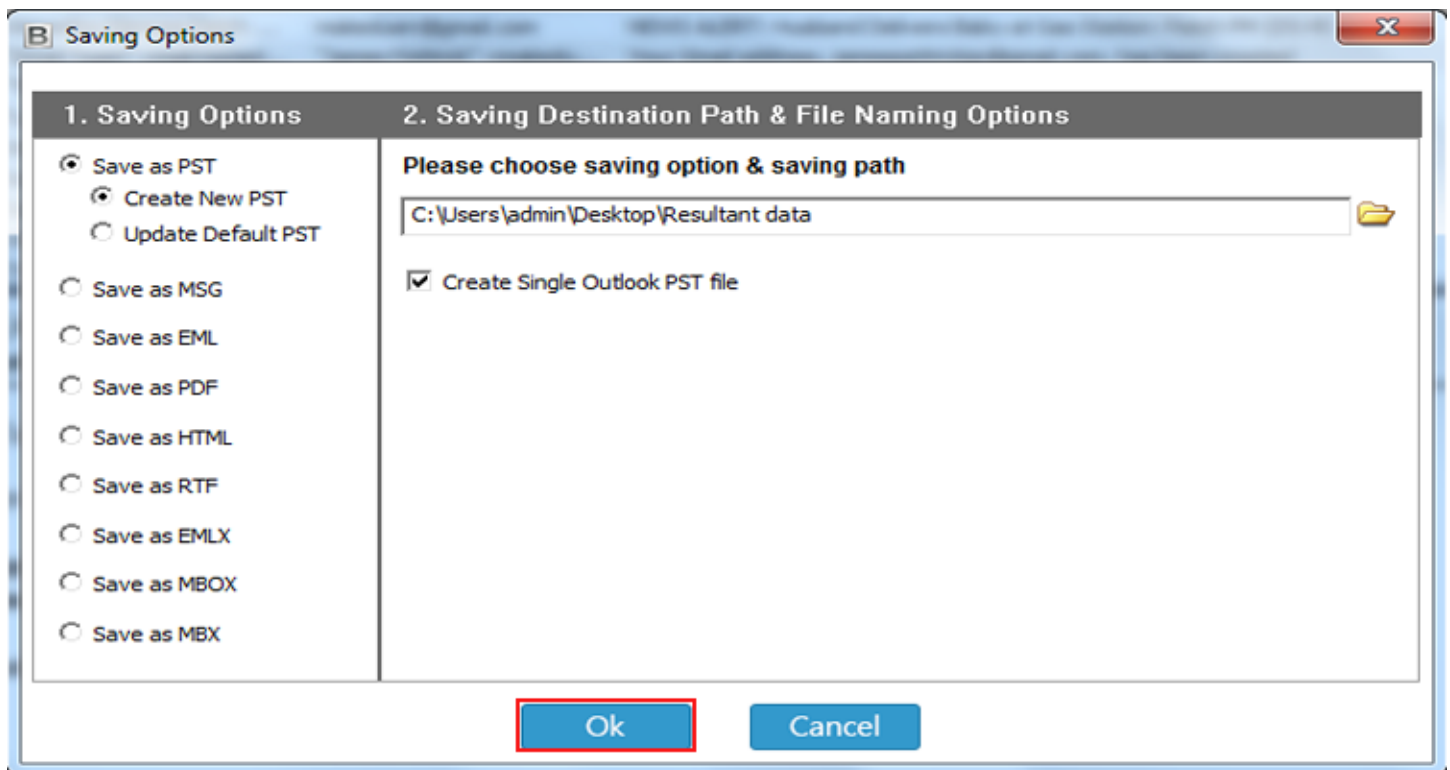 B Saving Options
1. Saving Options
Save as PST
Create New PST
Update Default PST
Save as MSG
Save as EML
Save as PDF
Save as HTML
Save as RTF
Save as EMLX
Save as MBOX
Save as MBX
2. Saving Destination Path & File Naming Options
Please choose saving option & saving path
C:\Users\admin\Desktop\Resultant data
Create Single Outlook PST file
Ok
Cancel